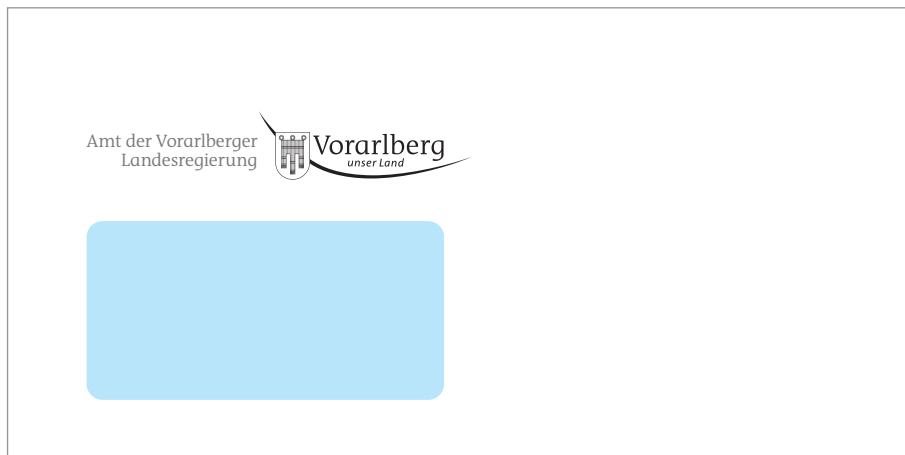 Amt der Vorarlberger
Landesregierung
Vorarlberg
unser Land